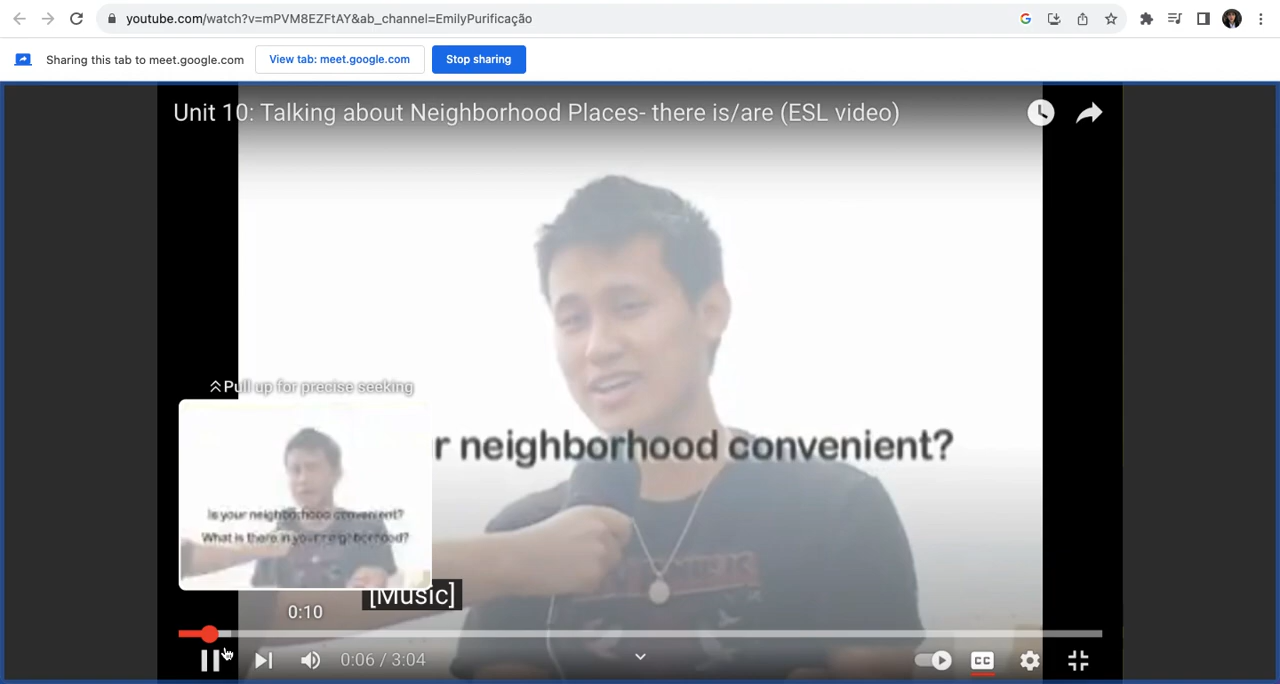 youtube.com/watch?v=mPVM8EZFtAY&ab_channel=EmilyPurificação
Sharing this tab to meet.google.com
View tab: meet.google.com
Stop sharing
Unit 10: Talking about Neighborhood Places- there is/are (ESL video)
Pull up for precise seeking
r neighborhood convenient?
Is your neighborhood convenient?
What is there in your neighborhood?
[Music]
0:10
0:06 / 3:04
CC